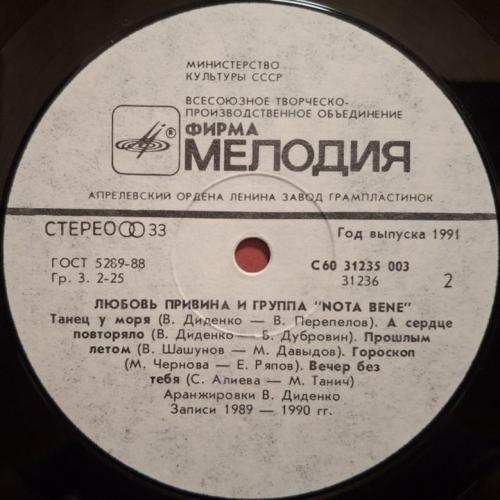 МИНИСТЕРСТВО
КУЛЬТУРЫ СССР
ВСЕСОЮЗНОЕ ТВОРЧЕСКО-
ПРОИЗВОДСТВЕННОЕ ОБЪЕДИНЕНИЕ
ФИРМА
® МЕЛОДИЯ
АПРЕЛЕВСКИЙ ОРДЕНА ЛЕНИНА ЗАВОД ГРАМПЛАСТИНОК
СТЕРЕО 33
Год выпуска 1991
ГОСТ 5289-88
С60 31235 003
Гр. 3. 2-25
31236
2
ЛЮБОВЬ ПРИВИНА И ГРУППА "NOTA BENE"
Танец у моря (В. Диденко — В. Перепелов). А сердце
повторяло (В. Диденко — Б. Дубровин). Прошлым
летом (В. Шашунов — М. Давыдов). Гороскоп
(М. Чернова — Е. Ряпов). Вечер без
тебя (С. Алиева — М. Танич)
Аранжировки В. Диденко
Записи 1989 — 1990 гг.